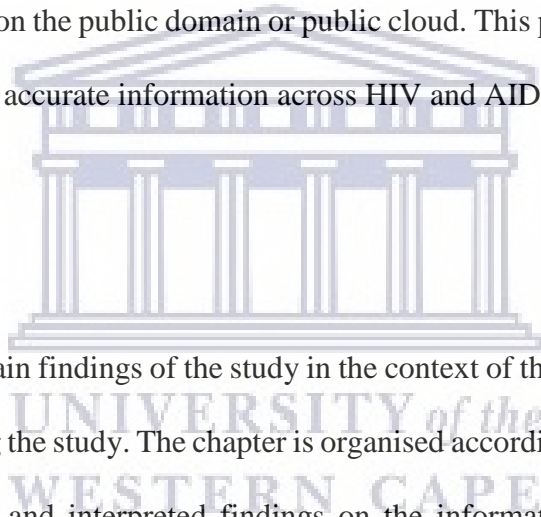 on the public domain or public cloud. This p
accurate information across HIV and AID
ain findings of the study in the context of th
UNIVERSITY of the
g the study. The chapter is organised accordi
WESTERN CAPE
and interpreted findings on the informat